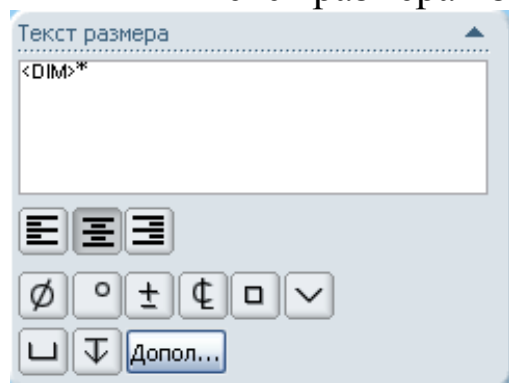 Текст размера
<DIM>*
Ø ° ± ℄ □ ∨
Допол...